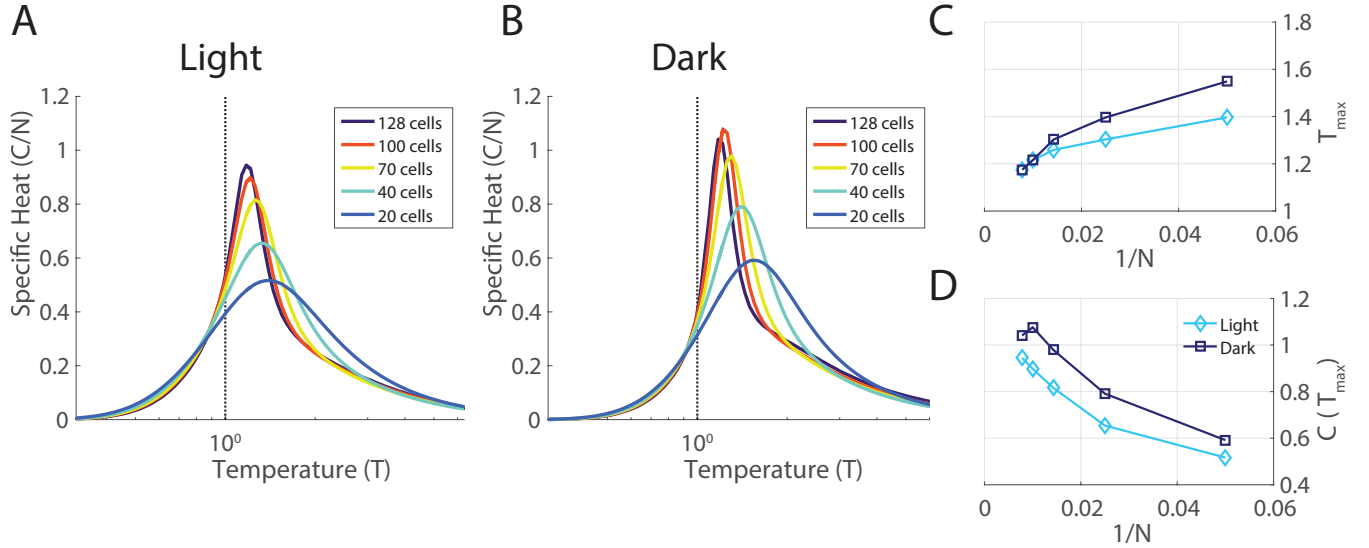 A
Light
Specific Heat (C/N)
1.2
1
0.8
0.6
0.4
0.2
0
128 cells
100 cells
70 cells
40 cells
20 cells
10⁰
Temperature (T)
B
Dark
Specific Heat (C/N)
1.2
1
0.8
0.6
0.4
0.2
0
128 cells
100 cells
70 cells
40 cells
20 cells
10⁰
Temperature (T)
C
1.8
1.6
1.4
1.2
1
T_max
0 0.02 0.04 0.06
1/N
D
1.2
1
0.8
0.6
0.4
C (T_max)
Light
Dark
0 0.02 0.04 0.06
1/N